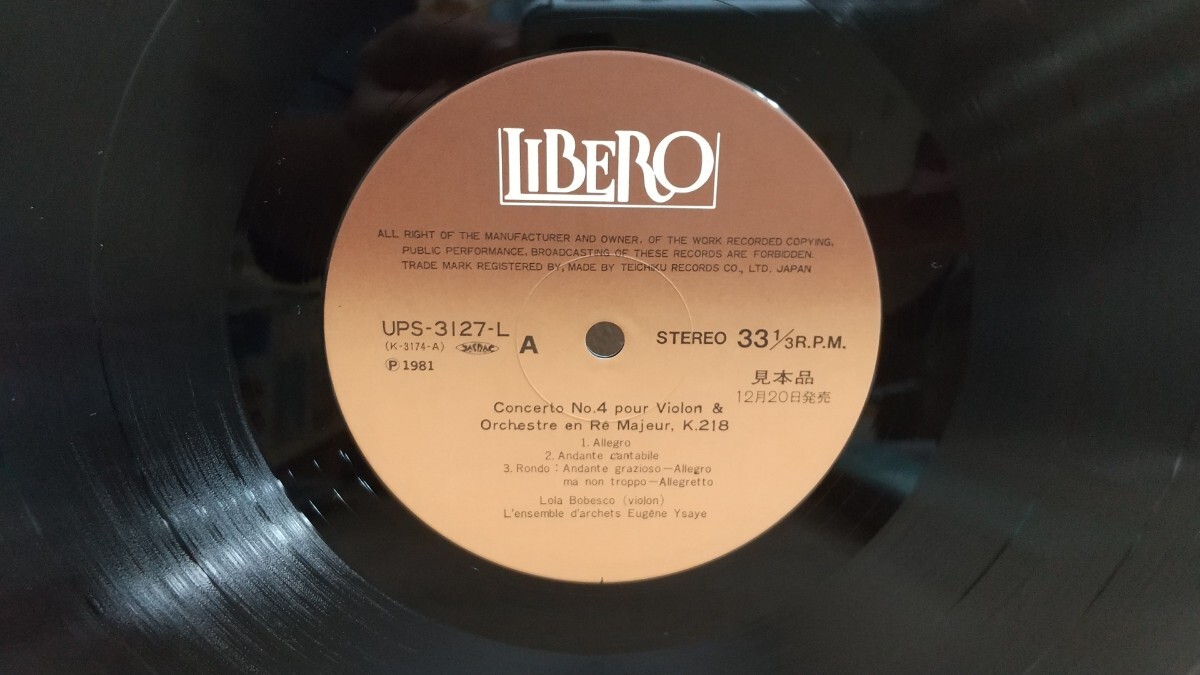 LIBERO
ALL RIGHT OF THE MANUFACTURER AND OWNER, OF THE WORK RECORDED COPYING,
PUBLIC PERFORMANCE, BROADCASTING OF THESE RECORDS ARE FORBIDDEN.
TRADE MARK REGISTERED BY, MADE BY TEICHIKU RECORDS CO., LTD. JAPAN
UPS-3127-L
(K-3174-A) JASRAC
Ⓟ 1981
A
STEREO 33 1/3 R.P.M.
見本品
12月20日発売
Concerto No.4 pour Violon &
Orchestre en Ré Majeur, K.218
1. Allegro
2. Andante cantabile
3. Rondo : Andante grazioso—Allegro
ma non troppo—Allegretto
Lola Bobesco (violon)
L'ensemble d'archets Eugène Ysaye